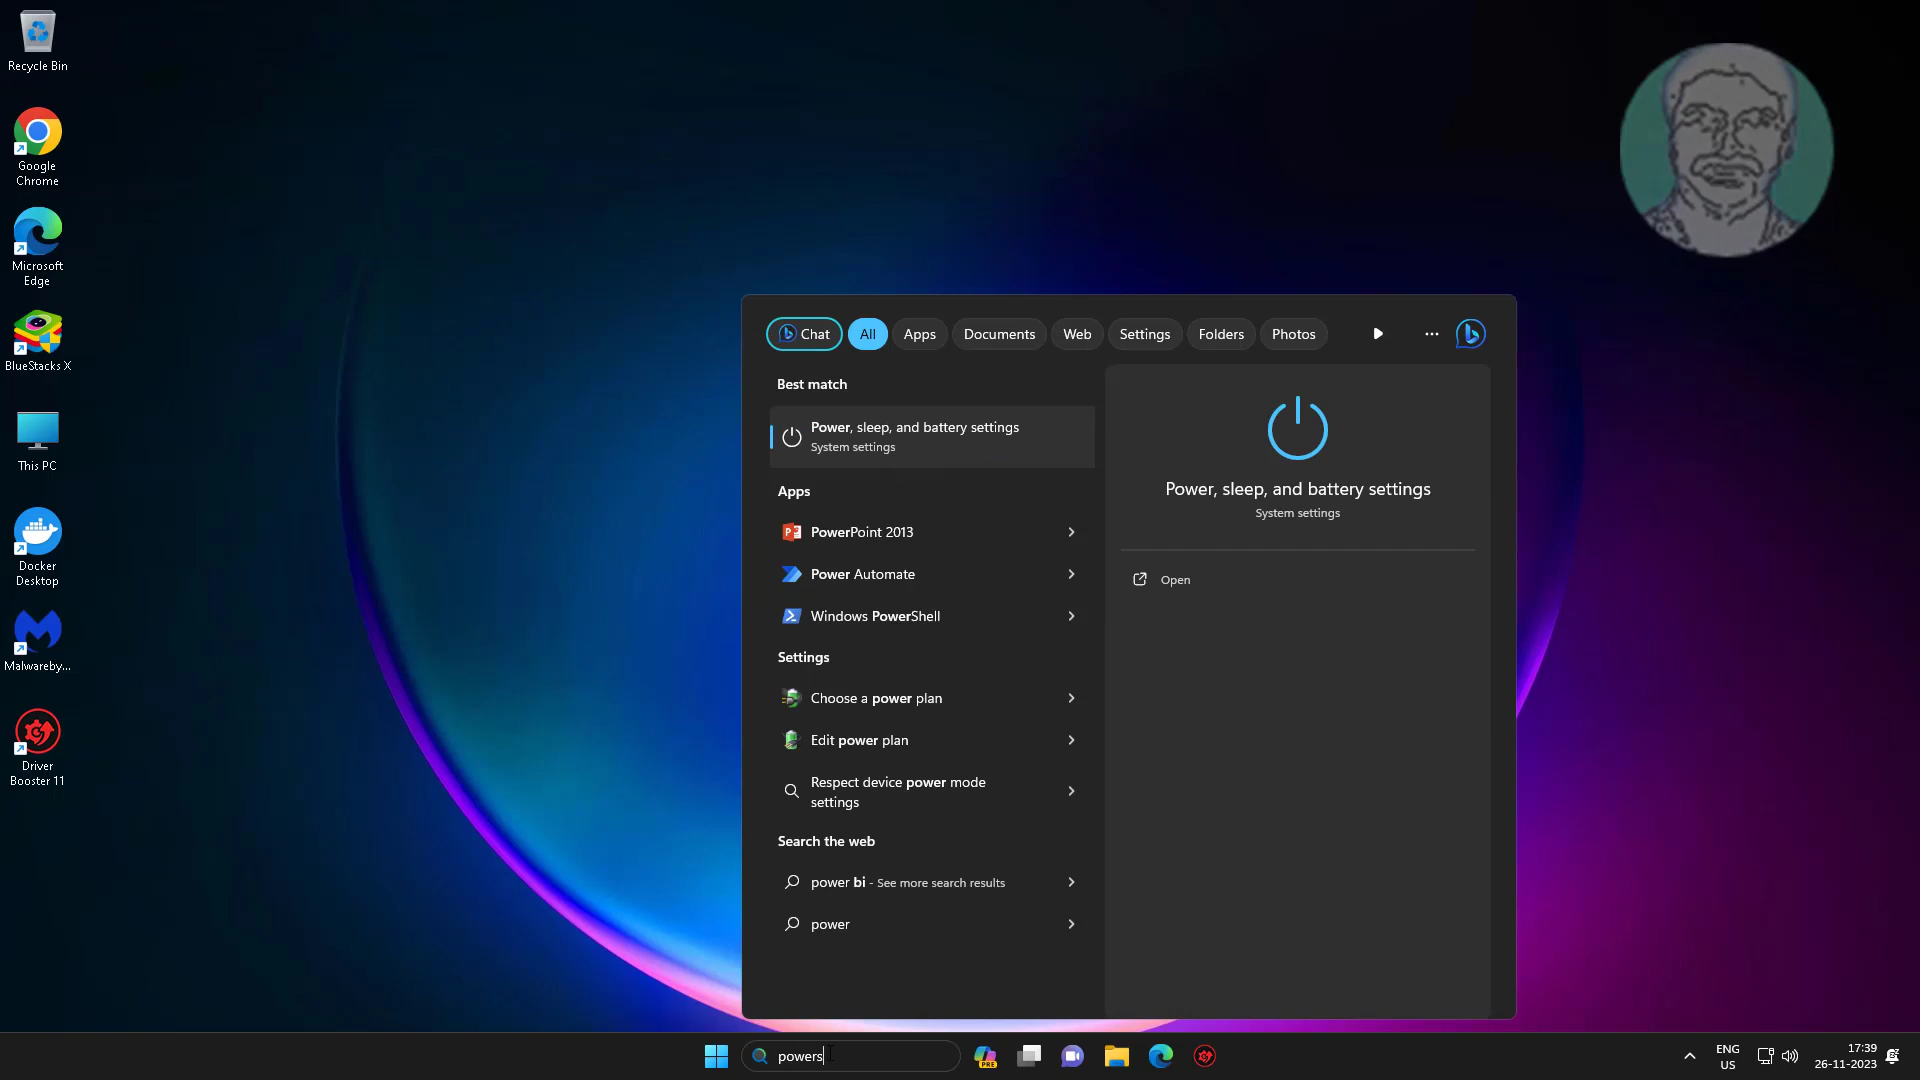 Recycle Bin
Google
Chrome
Microsoft
Edge
BlueStacks X
This PC
Docker
Desktop
Malwareby...
Driver
Booster 11
Chat
All
Apps
Documents
Web
Settings
Folders
Photos
Best match
Power, sleep, and battery settings
System settings
Apps
PowerPoint 2013
Power Automate
Windows PowerShell
Settings
Choose a power plan
Edit power plan
Respect device power mode
settings
Search the web
power bi - See more search results
power
Power, sleep, and battery settings
System settings
Open
powers
PRE
ENG
US
17:39
26-11-2023